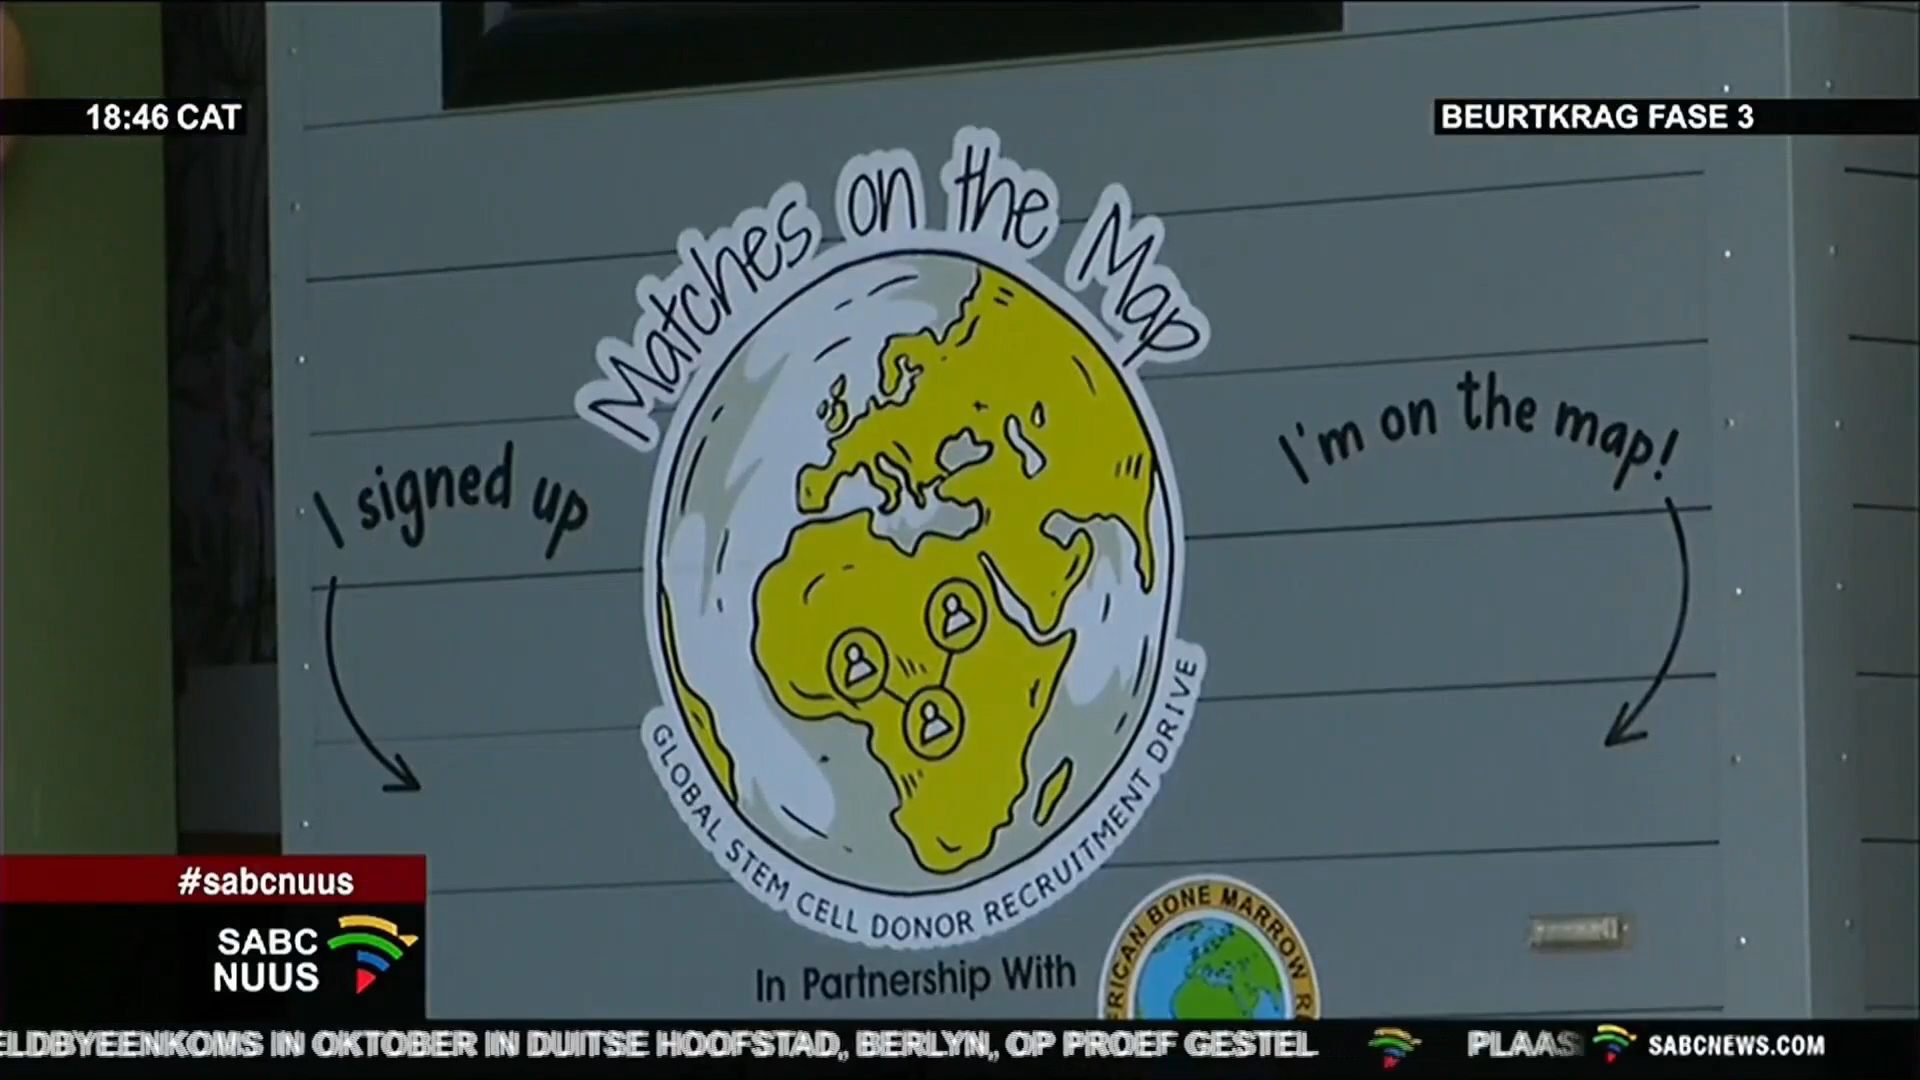 18:46 CAT
BEURTKRAG FASE 3
Matches on the Map
I signed up
I'm on the map!
GLOBAL STEM CELL DONOR RECRUITMENT DRIVE
In Partnership With
BONE MARROW
#sabcnuus
SABC
NUUS
IN OKTOBER IN DUITSE HOOFSTAD, BERLYN, OP PROEF GESTEL
SABCNEWS.COM